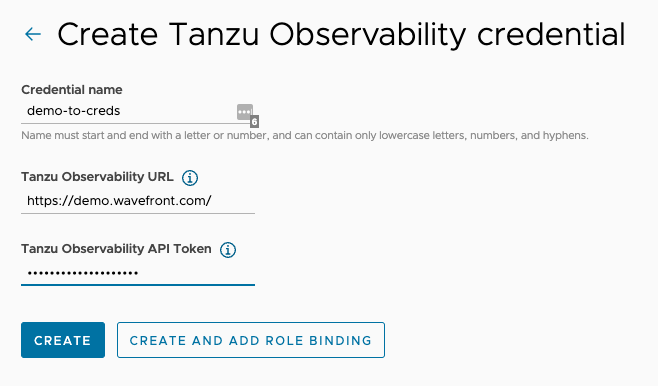 Create Tanzu Observability credential
Credential name
demo-to-creds
6
Name must start and end with a letter or number, and can contain only lowercase letters, numbers, and hyphens.
Tanzu Observability URL
https://demo.wavefront.com/
Tanzu Observability API Token
••••••••••••••••••••
CREATE
CREATE AND ADD ROLE BINDING